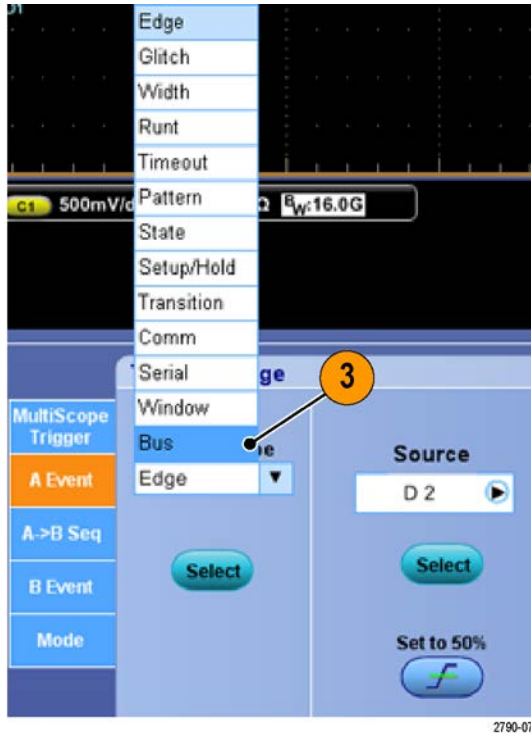 Edge
Glitch
Width
Runt
Timeout
C1 500mV/d
Pattern
Ω BW:16.0G
State
Setup/Hold
Transition
Comm
Serial
ge
3
Window
MultiScope
Trigger
Bus
pe
Source
A Event
Edge
D 2
A->B Seq
Select
Select
B Event
Mode
Set to 50%
2790-07